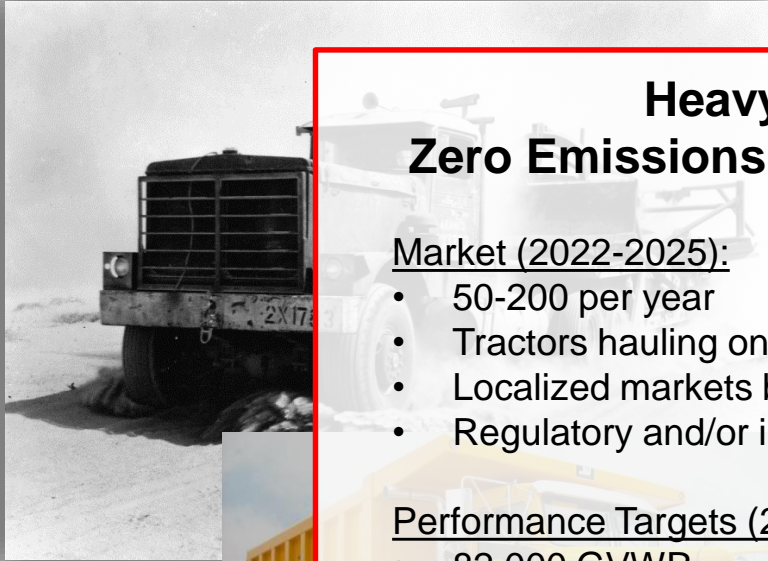 Heavy
Zero Emissions
Market (2022-2025):
• 50-200 per year
• Tractors hauling on
• Localized markets b
• Regulatory and/or i
Performance Targets (2